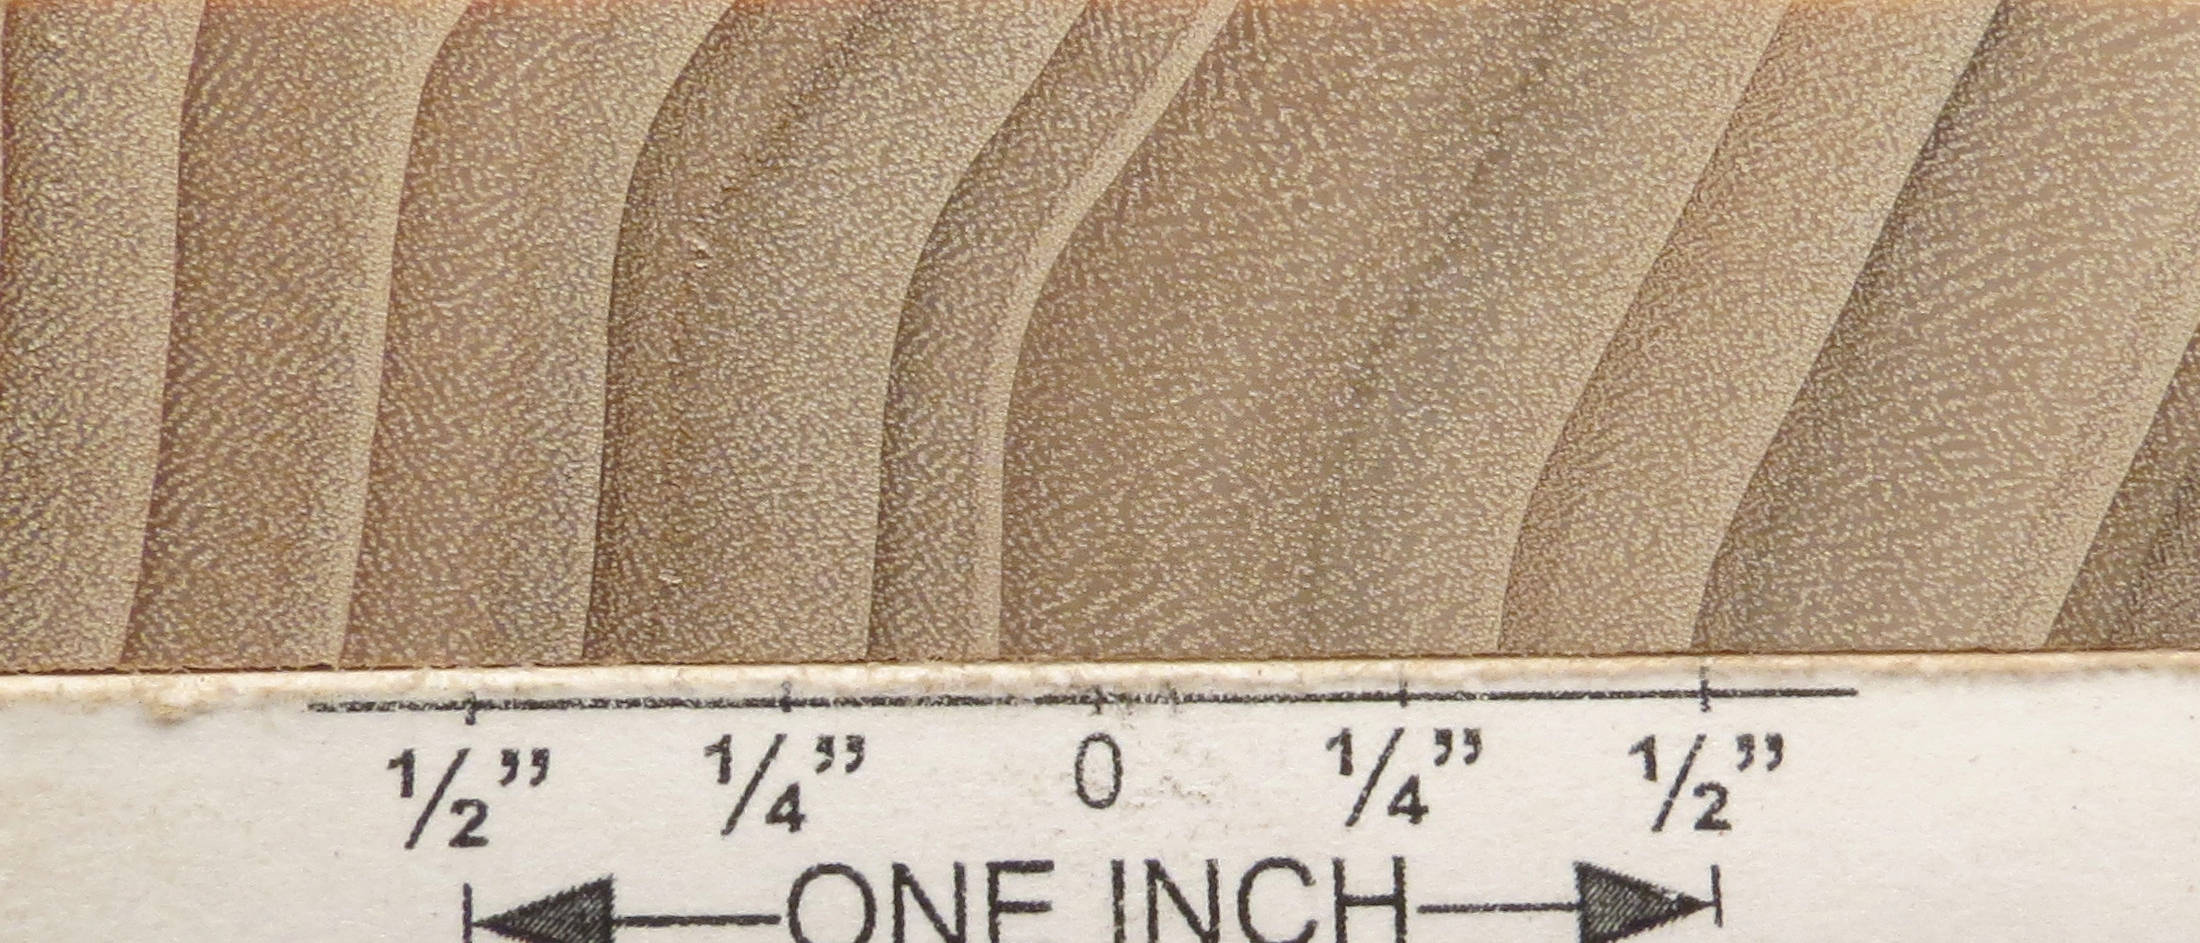 1/2” 1/4” 0 1/4” 1/2”
ONE INCH